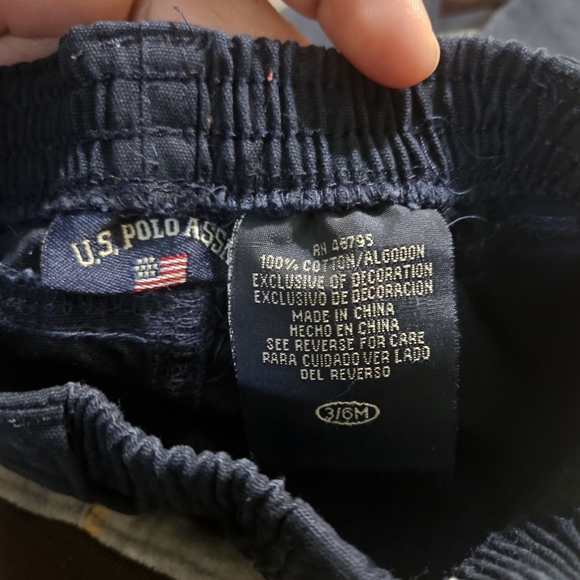 U.S. POLO ASS
RN 46795
100% COTTON/ALGODON
EXCLUSIVE OF DECORATION
EXCLUSIVO DE DECORACION
MADE IN CHINA
HECHO EN CHINA
SEE REVERSE FOR CARE
PARA CUIDADO VER LADO
DEL REVERSO
3/6M